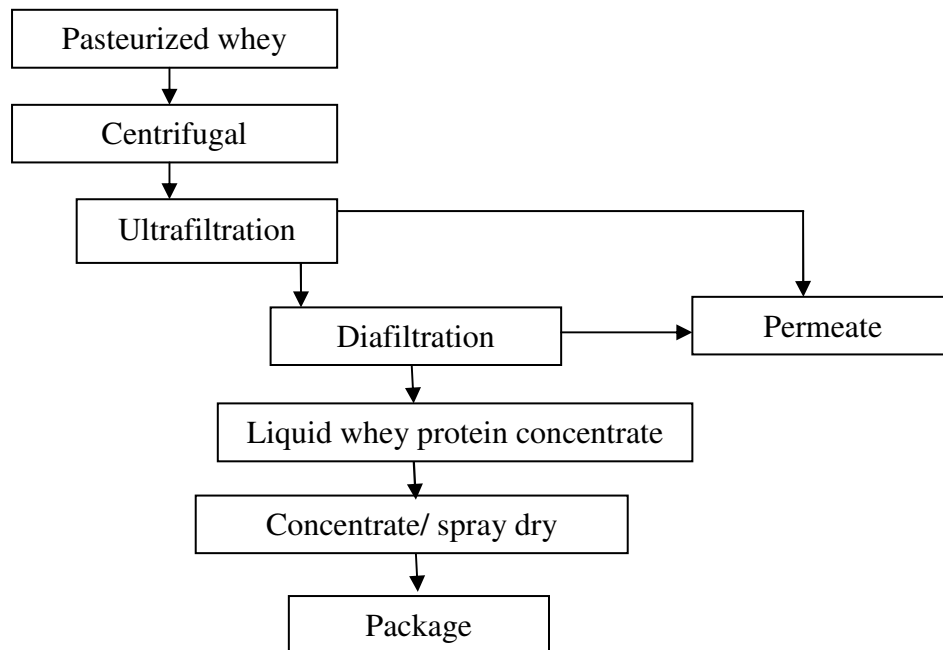 Pasteurized whey
Centrifugal
Ultrafiltration
Diafiltration
Permeate
Liquid whey protein concentrate
Concentrate/ spray dry
Package